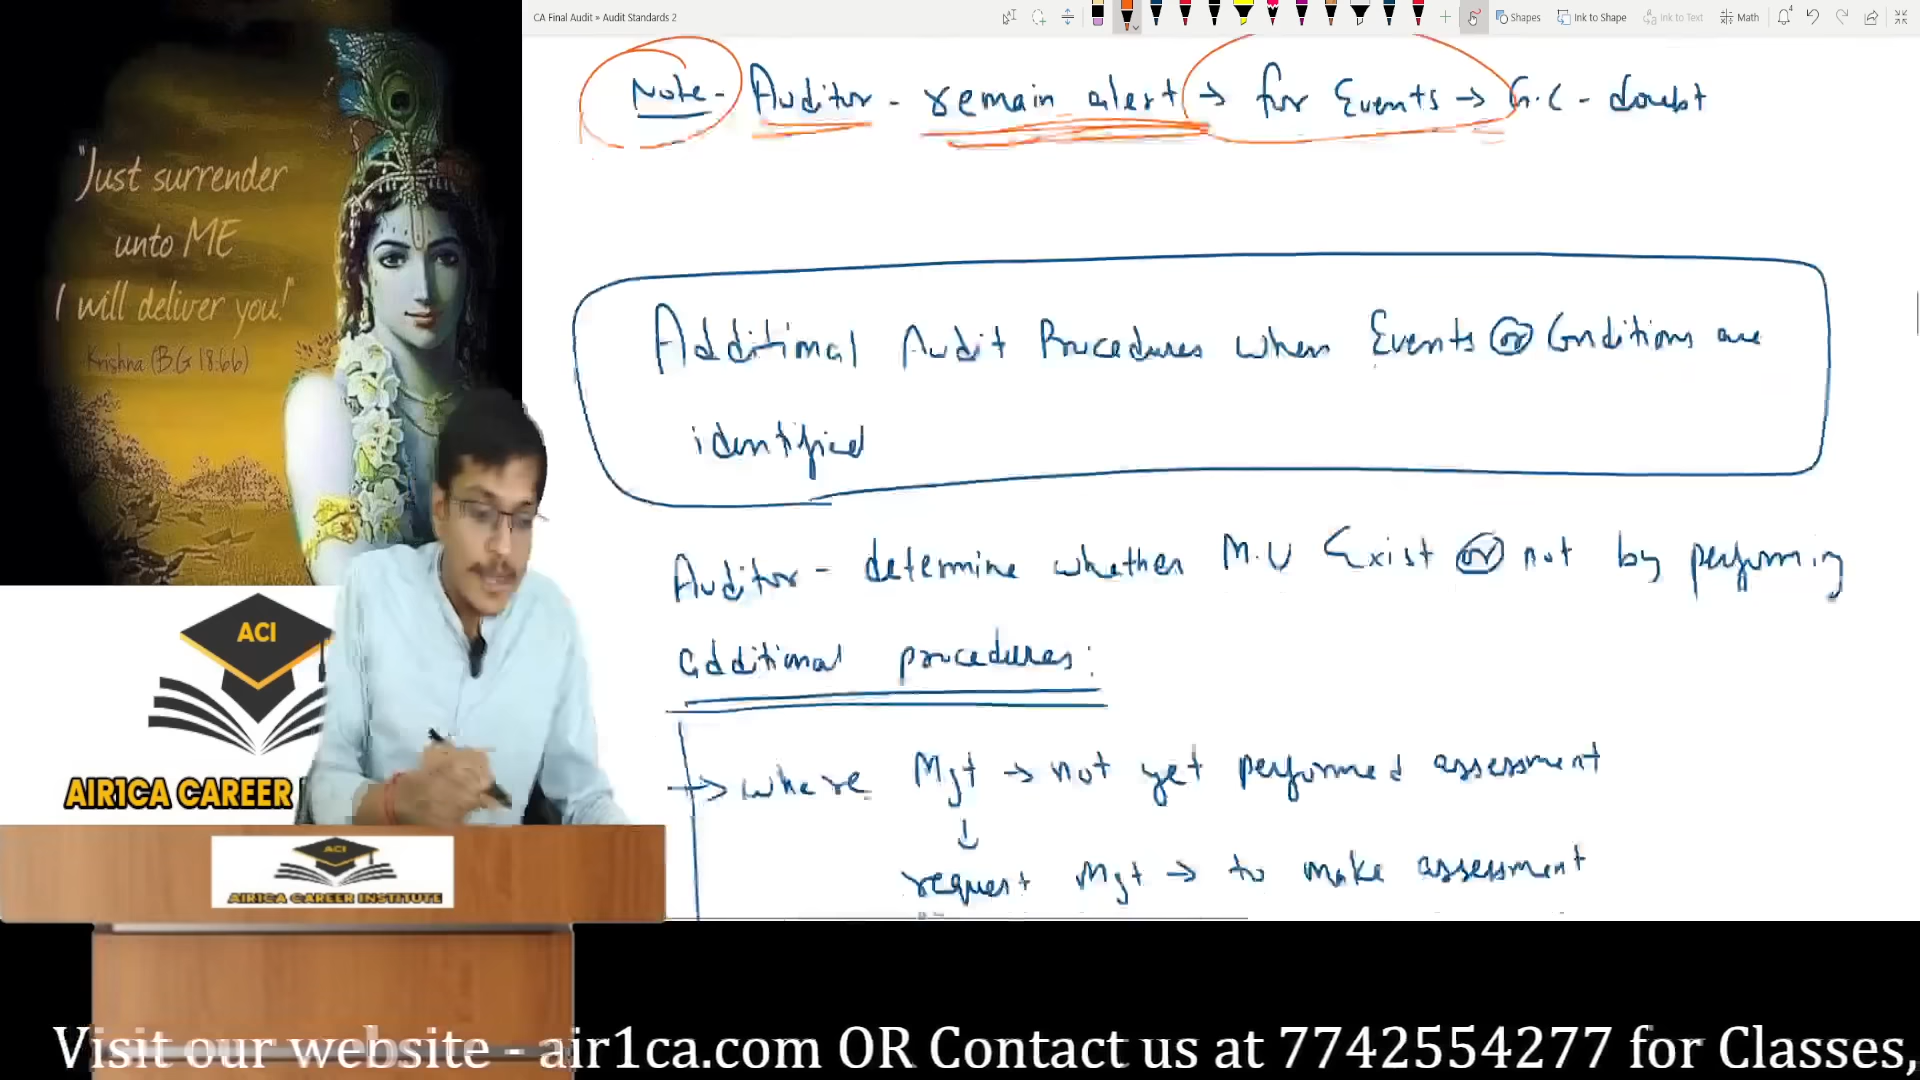 CA Final Audit » Audit Standards 2
Shapes
Ink to Shape
Ink to Text
Math
Note - Auditor - remain alert → for Events → G.C - doubt
"Just surrender
unto ME
I will deliver you!"
Krishna (B.G 18.66)
Additional Audit Procedures when Events or Conditions are
identified
Auditor - determine whether M.U Exist or not by performing
additional procedures:
→ where Mgt → not yet performed assessment
↓
request Mgt → to make assessment
ACI
AIR1CA CAREER
ACI
AIR1CA CAREER INSTITUTE
Visit our website - air1ca.com OR Contact us at 7742554277 for Classes,